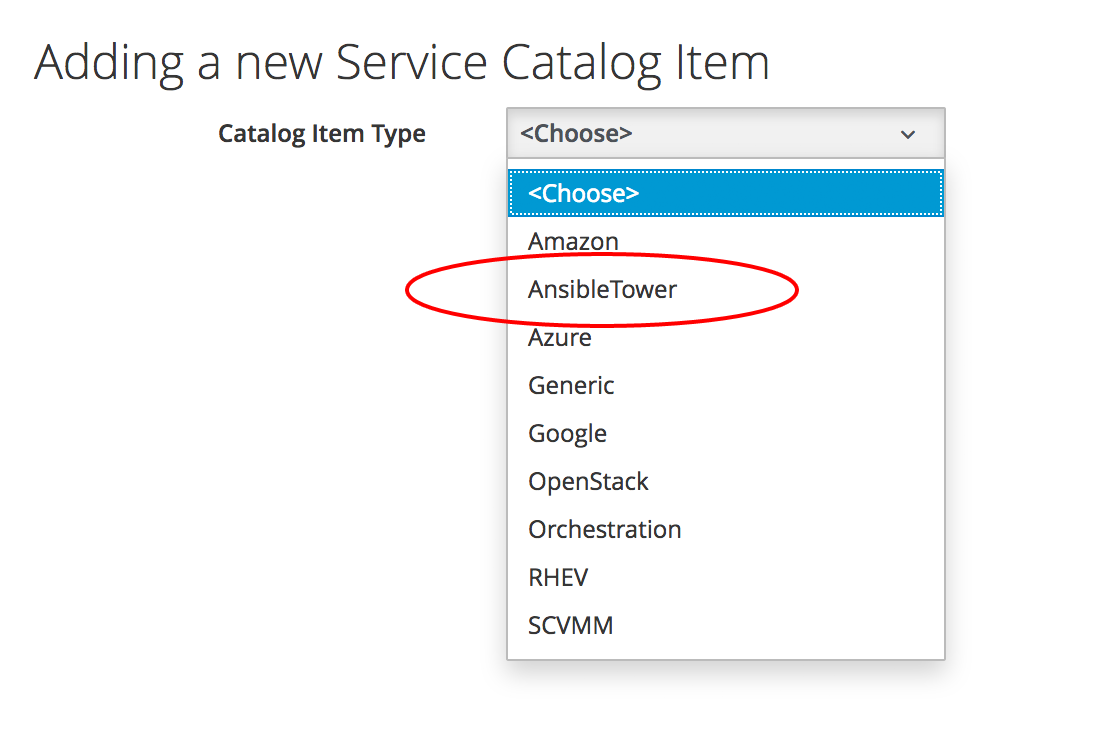 Adding a new Service Catalog Item
Catalog Item Type
<Choose>
<Choose>
Amazon
AnsibleTower
Azure
Generic
Google
OpenStack
Orchestration
RHEV
SCVMM